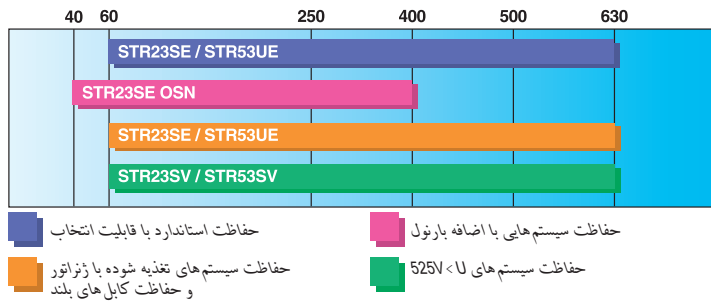 40 60 250 400 500 630
STR23SE / STR53UE
STR23SE OSN
STR23SE / STR53UE
STR23SV / STR53SV
حفاظت استاندارد با قابلیت انتخاب
حفاظت سیستم هایی با اضافه بارنول
حفاظت سیستم های تغذیه شوده با ژنراتور
و حفاظت کابل های بلند
حفاظت سیستم های 525V < U